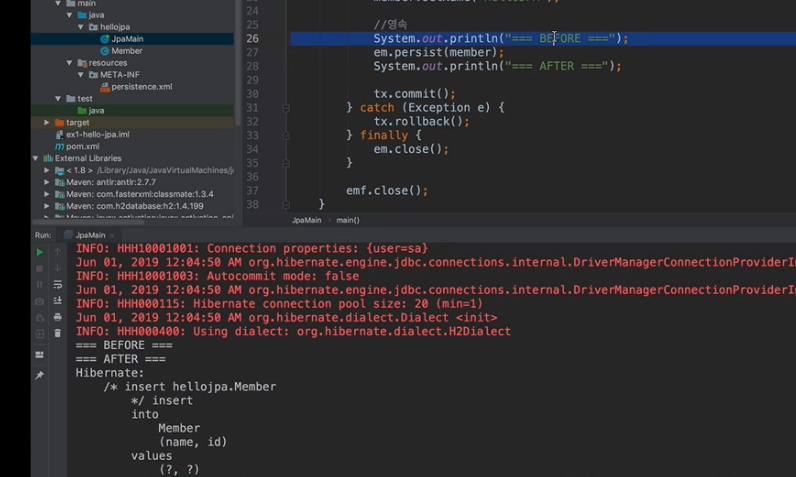 main
java
hellojpa
JpaMain
Member
resources
META-INF
persistence.xml
test
java
target
ex1-hello-jpa.iml
pom.xml
External Libraries
< 1.8 > /Library/Java/JavaVirtualMachines/j
Maven: antlr:antlr:2.7.7
Maven: com.fasterxml:classmate:1.3.4
Maven: com.h2database:h2:1.4.199
24
25 //영속
26 System.out.println("=== BEFORE ===");
27 em.persist(member);
28 System.out.println("=== AFTER ===");
29
30 tx.commit();
31 } catch (Exception e) {
32 tx.rollback();
33 } finally {
34 em.close();
35 }
36
37 emf.close();
38 }
JpaMain main()
Run: JpaMain
INFO: HHH10001001: Connection properties: {user=sa}
Jun 01, 2019 12:04:50 AM org.hibernate.engine.jdbc.connections.internal.DriverManagerConnectionProviderI
INFO: HHH10001003: Autocommit mode: false
Jun 01, 2019 12:04:50 AM org.hibernate.engine.jdbc.connections.internal.DriverManagerConnectionProviderI
INFO: HHH000115: Hibernate connection pool size: 20 (min=1)
Jun 01, 2019 12:04:50 AM org.hibernate.dialect.Dialect <init>
INFO: HHH000400: Using dialect: org.hibernate.dialect.H2Dialect
=== BEFORE ===
=== AFTER ===
Hibernate:
/* insert hellojpa.Member
*/ insert
into
Member
(name, id)
values
(?, ?)